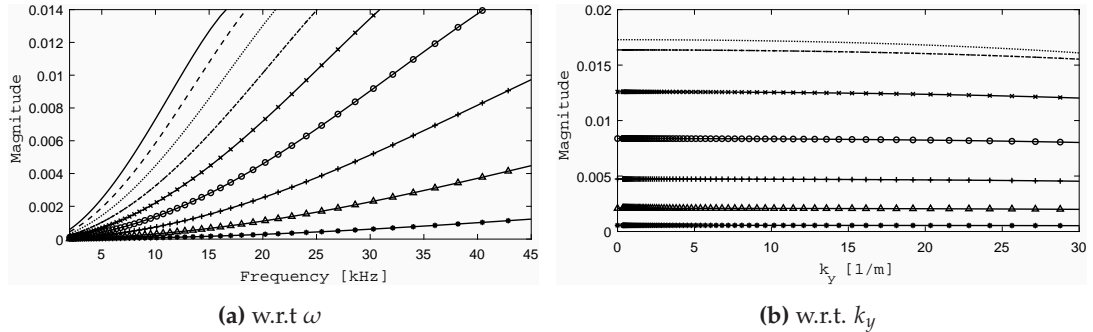 0.014
0.012
0.01
0.008
0.006
0.004
0.002
0
Magnitude
5 10 15 20 25 30 35 40 45
Frequency [kHz]
(a) w.r.t ω
0.02
0.015
0.01
0.005
0
Magnitude
0 5 10 15 20 25 30
k_y [1/m]
(b) w.r.t. k_y